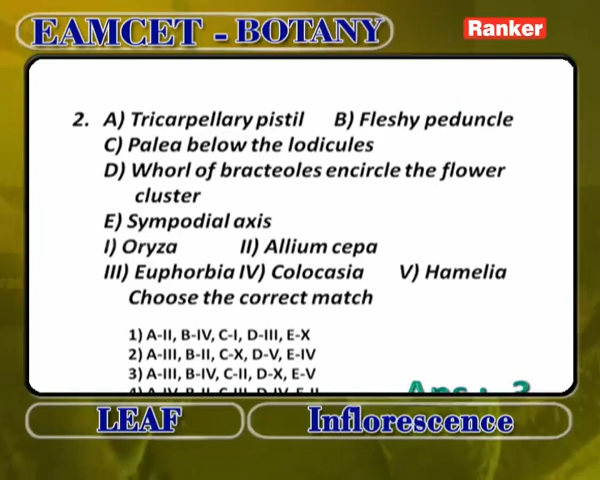 EAMCET - BOTANY
Ranker
2. A) Tricarpellary pistil B) Fleshy peduncle
C) Palea below the lodicules
D) Whorl of bracteoles encircle the flower
cluster
E) Sympodial axis
I) Oryza II) Allium cepa
III) Euphorbia IV) Colocasia V) Hamelia
Choose the correct match
1) A-II, B-IV, C-I, D-III, E-X
2) A-III, B-II, C-X, D-V, E-IV
3) A-III, B-IV, C-II, D-X, E-V
LEAF
Inflorescence